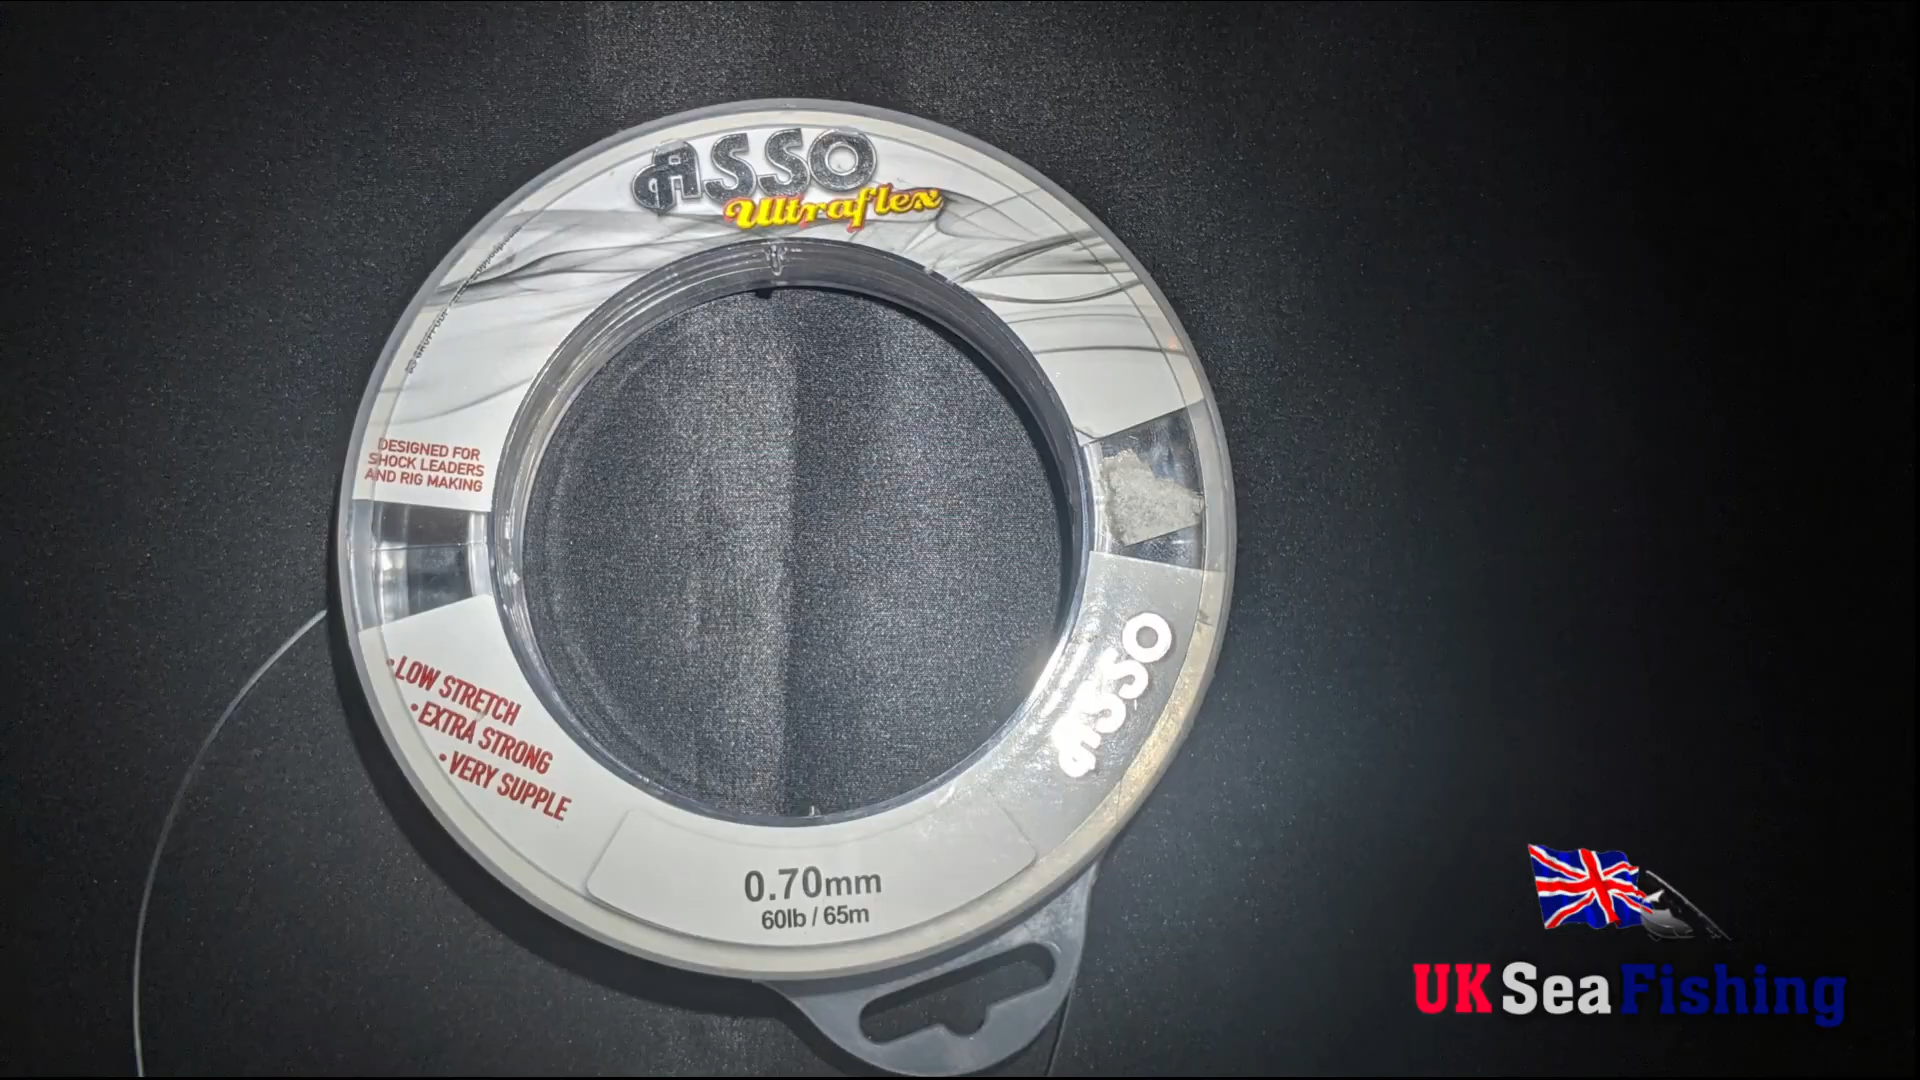 ASSO
Ultraflex
DESIGNED FOR
SHOCK LEADERS
AND RIG MAKING
•LOW STRETCH
•EXTRA STRONG
•VERY SUPPLE
ASSO
0.70mm
60lb / 65m
UK Sea Fishing